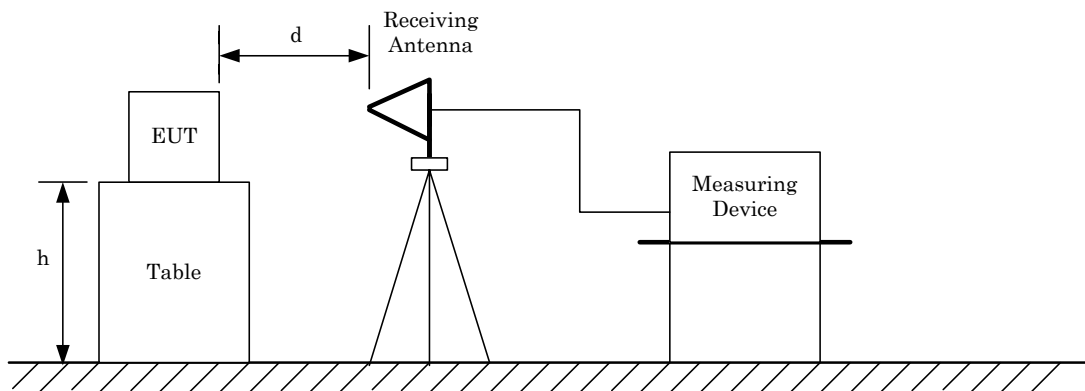 d
Receiving
Antenna
EUT
Measuring
Device
h
Table